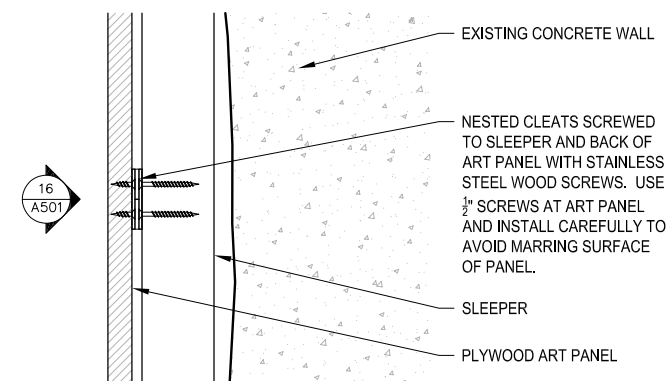 EXISTING CONCRETE WALL
NESTED CLEATS SCREWED
TO SLEEPER AND BACK OF
ART PANEL WITH STAINLESS
STEEL WOOD SCREWS. USE
½" SCREWS AT ART PANEL
AND INSTALL CAREFULLY TO
AVOID MARRING SURFACE
OF PANEL.
16
A501
SLEEPER
PLYWOOD ART PANEL